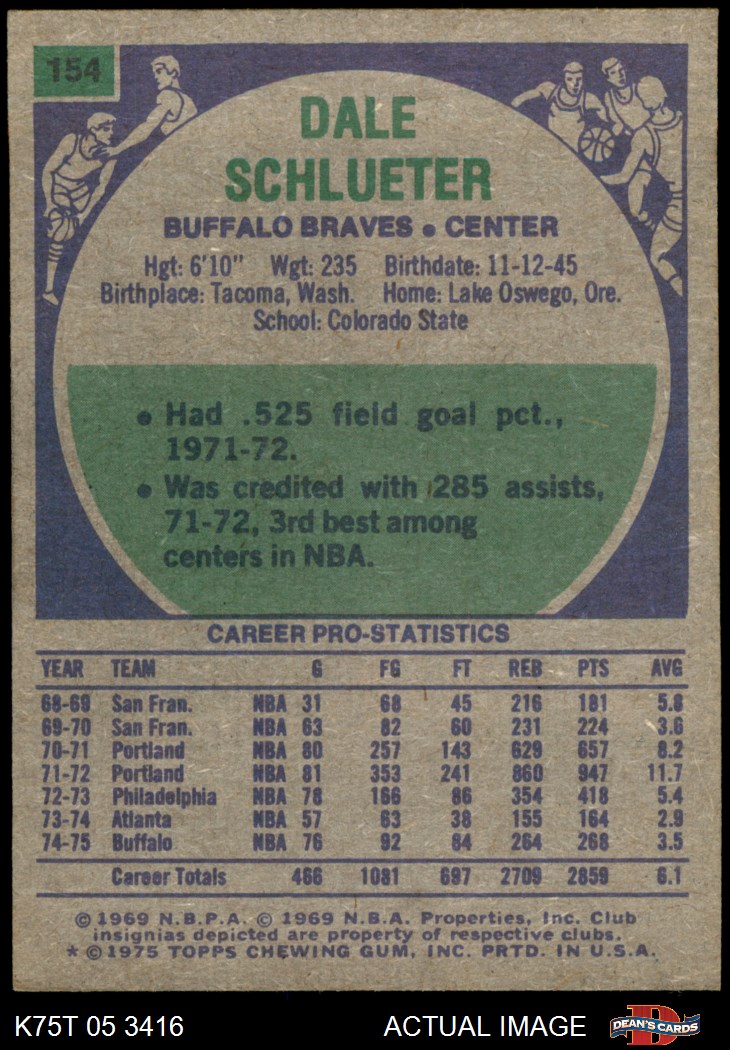 154
DALE
SCHLUETER
BUFFALO BRAVES • CENTER
Hgt: 6'10" Wgt: 235 Birthdate: 11-12-45
Birthplace: Tacoma, Wash. Home: Lake Oswego, Ore.
School: Colorado State
• Had .525 field goal pct.,
1971-72.
• Was credited with 285 assists,
71-72, 3rd best among
centers in NBA.
CAREER PRO-STATISTICS
YEAR TEAM G FG FT REB PTS AVG
68-69 San Fran. NBA 31 68 45 216 181 5.8
69-70 San Fran. NBA 63 82 60 231 224 3.6
70-71 Portland NBA 80 257 143 629 657 8.2
71-72 Portland NBA 81 353 241 860 947 11.7
72-73 Philadelphia NBA 78 166 86 354 418 5.4
73-74 Atlanta NBA 57 63 38 155 164 2.9
74-75 Buffalo NBA 76 92 84 264 268 3.5
Career Totals 466 1081 697 2709 2859 6.1
© 1969 N.B.P.A. © 1969 N.B.A. Properties, Inc. Club
insignias depicted are property of respective clubs.
* © 1975 TOPPS CHEWING GUM, INC. PRTD. IN U.S.A.
K75T 05 3416 ACTUAL IMAGE
D
DEAN'S CARDS